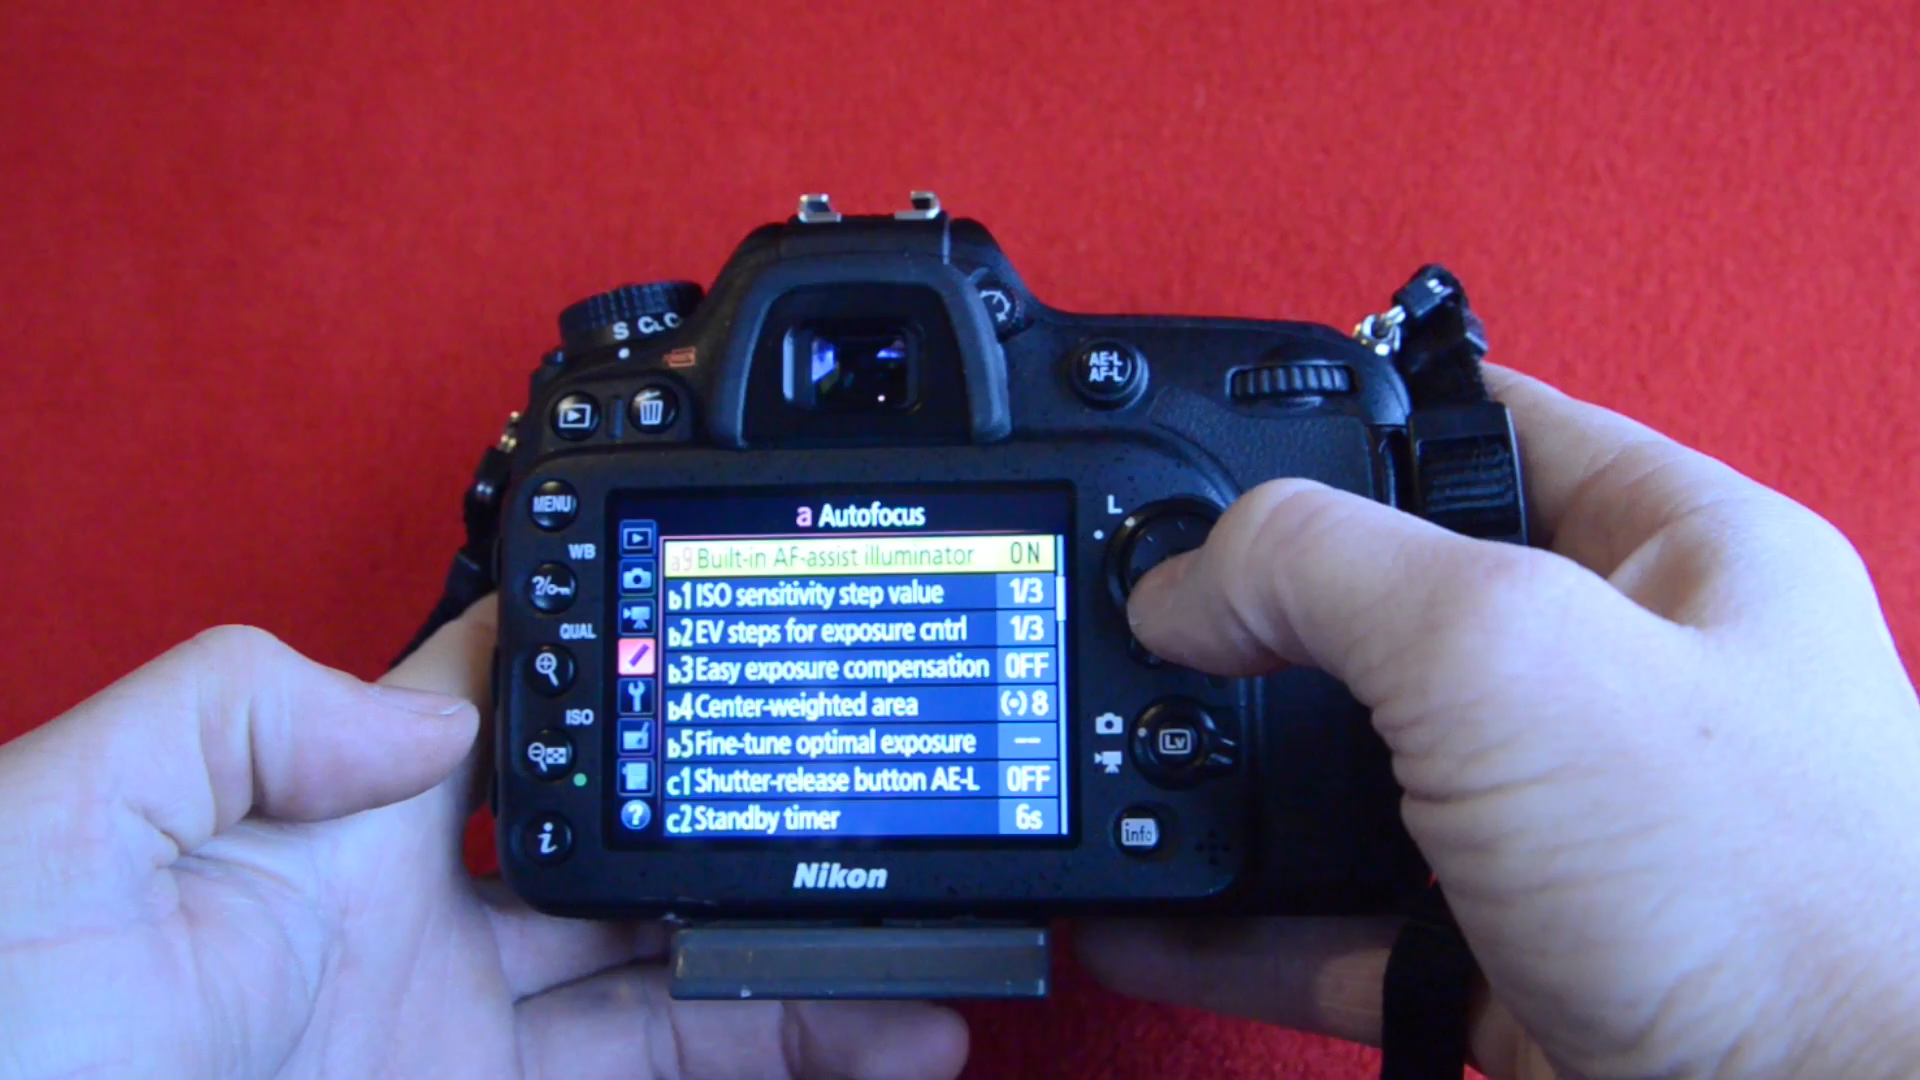 S CL C
AE-L
AF-L
MENU
L
a Autofocus
WB
a9 Built-in AF-assist illuminator ON
b1 ISO sensitivity step value 1/3
?/
QUAL
b2 EV steps for exposure cntrl 1/3
b3 Easy exposure compensation OFF
b4 Center-weighted area (•) 8
ISO
b5 Fine-tune optimal exposure --
Lv
c1 Shutter-release button AE-L OFF
?
c2 Standby timer 6s
i
info
Nikon